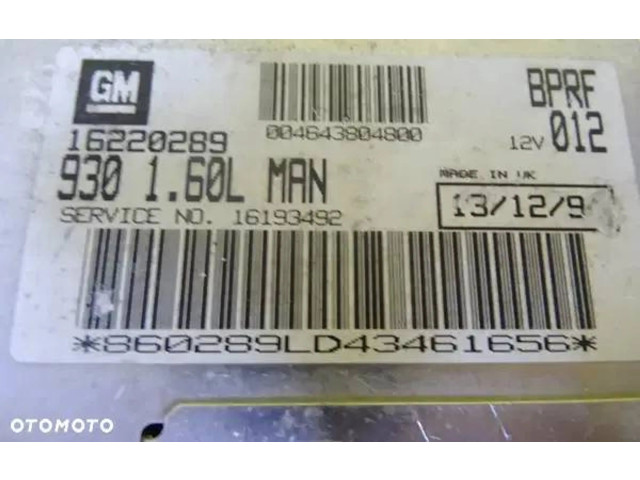 GM
BPRF
004643804800
16220289
12V 012
930 1.60L MAN
MADE IN UK
SERVICE NO. 16193492
13/12/9
*860289LD43461656*
OTOMOTO